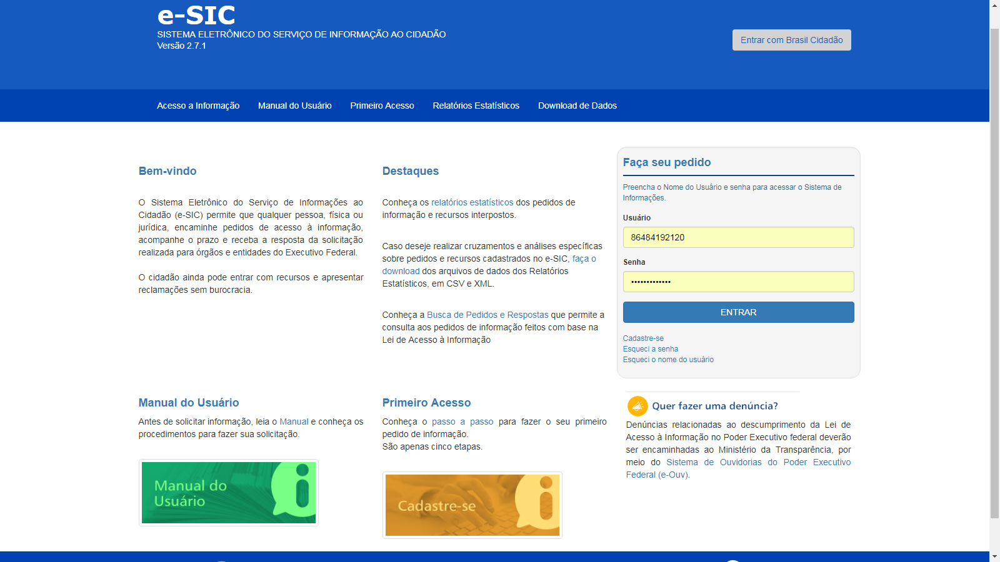 e-SIC
SISTEMA ELETRÔNICO DO SERVIÇO DE INFORMAÇÃO AO CIDADÃO
Versão 2.7.1
Entrar com Brasil Cidadão
Acesso a Informação
Manual do Usuário
Primeiro Acesso
Relatórios Estatísticos
Download de Dados
Bem-vindo
O Sistema Eletrônico do Serviço de Informações ao
Cidadão (e-SIC) permite que qualquer pessoa, física ou
jurídica, encaminhe pedidos de acesso à informação,
acompanhe o prazo e receba a resposta da solicitação
realizada para órgãos e entidades do Executivo Federal.
O cidadão ainda pode entrar com recursos e apresentar
reclamações sem burocracia.
Destaques
Conheça os relatórios estatísticos dos pedidos de
informação e recursos interpostos.
Caso deseje realizar cruzamentos e análises específicas
sobre pedidos e recursos cadastrados no e-SIC, faça o
download dos arquivos de dados dos Relatórios
Estatísticos, em CSV e XML.
Conheça a Busca de Pedidos e Respostas que permite a
consulta aos pedidos de informação feitos com base na
Lei de Acesso à Informação
Faça seu pedido
Preencha o Nome do Usuário e senha para acessar o Sistema de
Informações.
Usuário
86484192120
Senha
•••••••••••••
ENTRAR
Cadastre-se
Esqueci a senha
Esqueci o nome do usuário
Manual do Usuário
Antes de solicitar informação, leia o Manual e conheça os
procedimentos para fazer sua solicitação.
Manual do
Usuário
Primeiro Acesso
Conheça o passo a passo para fazer o seu primeiro
pedido de informação.
São apenas cinco etapas.
Cadastre-se
Quer fazer uma denúncia?
Denúncias relacionadas ao descumprimento da Lei de
Acesso à Informação no Poder Executivo federal deverão
ser encaminhadas ao Ministério da Transparência, por
meio do Sistema de Ouvidorias do Poder Executivo
Federal (e-Ouv).